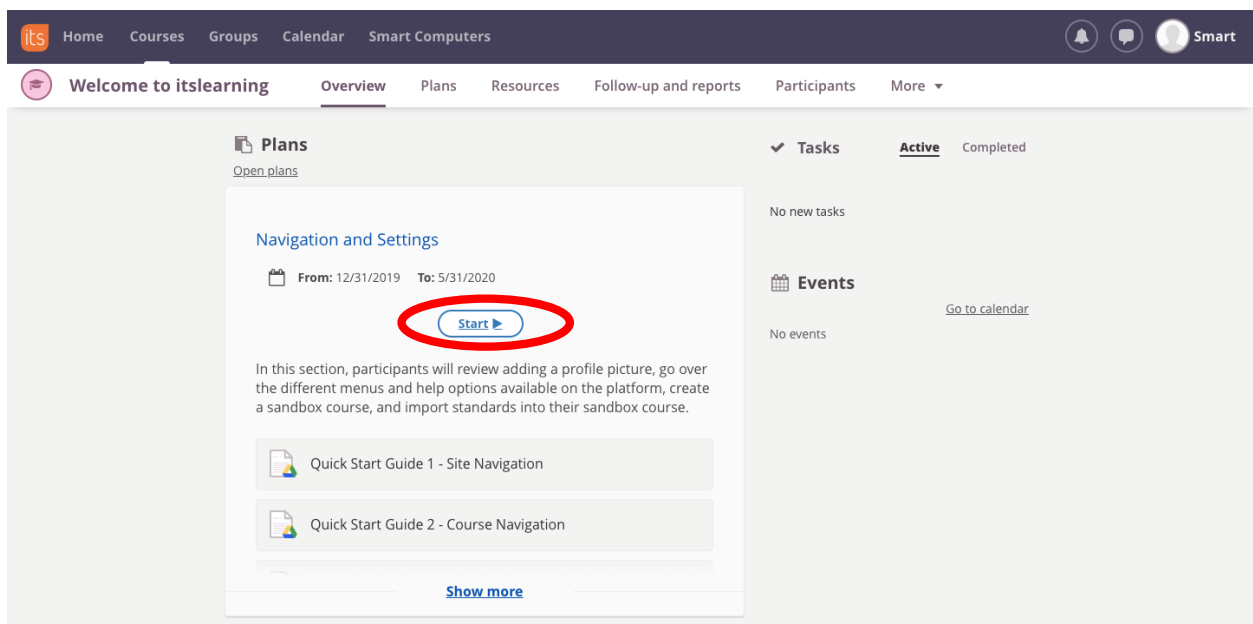 its Home Courses Groups Calendar Smart Computers Smart
Welcome to itslearning Overview Plans Resources Follow-up and reports Participants More
Plans
Open plans
Navigation and Settings
From: 12/31/2019 To: 5/31/2020
Start
In this section, participants will review adding a profile picture, go over
the different menus and help options available on the platform, create
a sandbox course, and import standards into their sandbox course.
Quick Start Guide 1 - Site Navigation
Quick Start Guide 2 - Course Navigation
Show more
Tasks Active Completed
No new tasks
Events
Go to calendar
No events